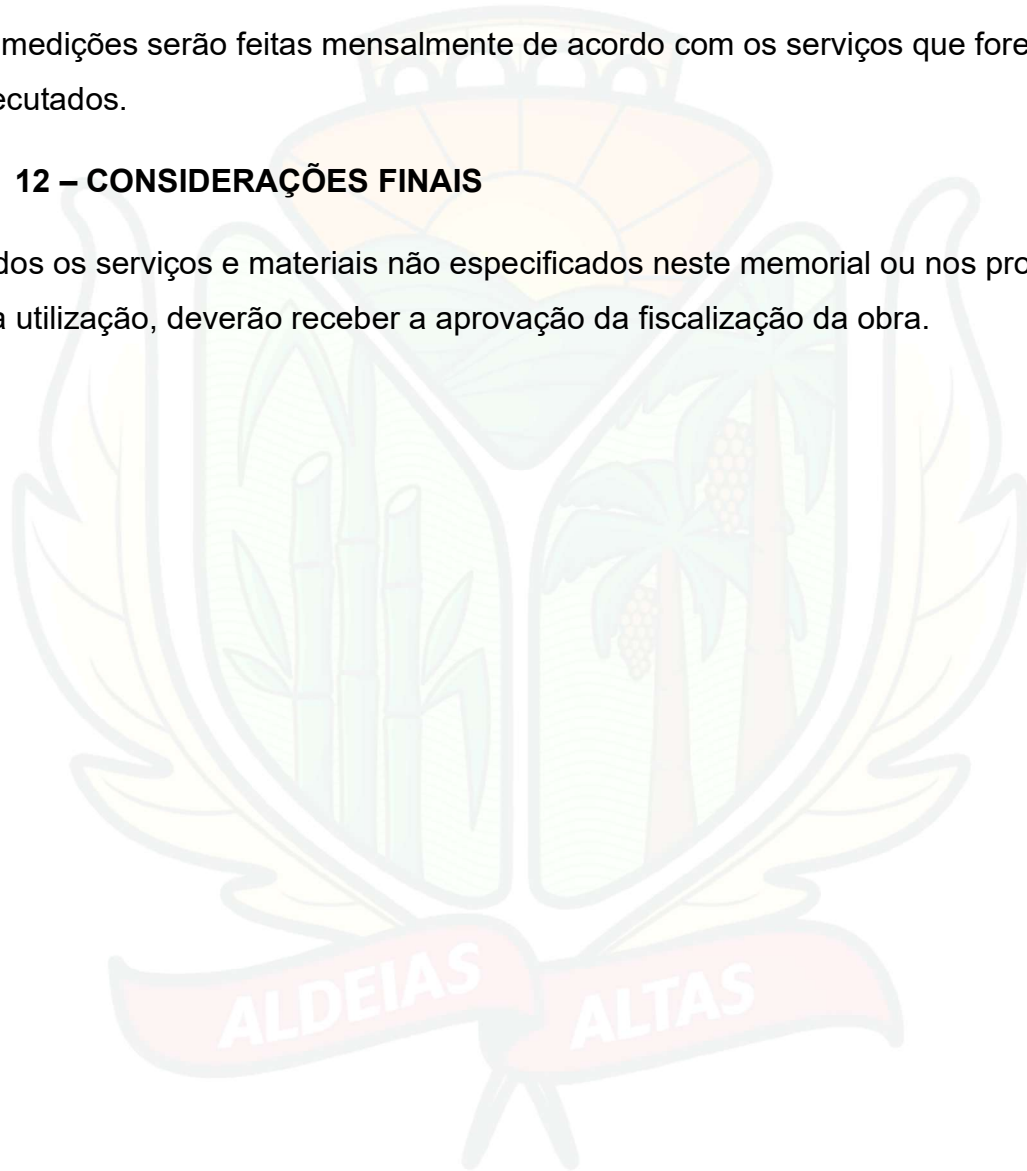 medições serão feitas mensalmente de acordo com os serviços que fore
ecutados.
12 – CONSIDERAÇÕES FINAIS
dos os serviços e materiais não especificados neste memorial ou nos pro
a utilização, deverão receber a aprovação da fiscalização da obra.
ALDEIAS ALTAS